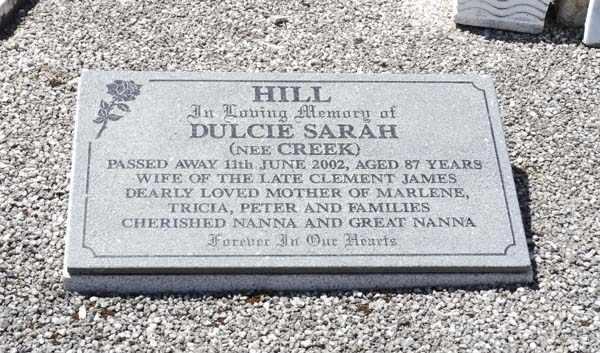 HILL
In Loving Memory of
DULCIE SARAH
(NEE CREEK)
PASSED AWAY 11th JUNE 2002, AGED 87 YEARS
WIFE OF THE LATE CLEMENT JAMES
DEARLY LOVED MOTHER OF MARLENE,
TRICIA, PETER AND FAMILIES
CHERISHED NANNA AND GREAT NANNA
Forever In Our Hearts